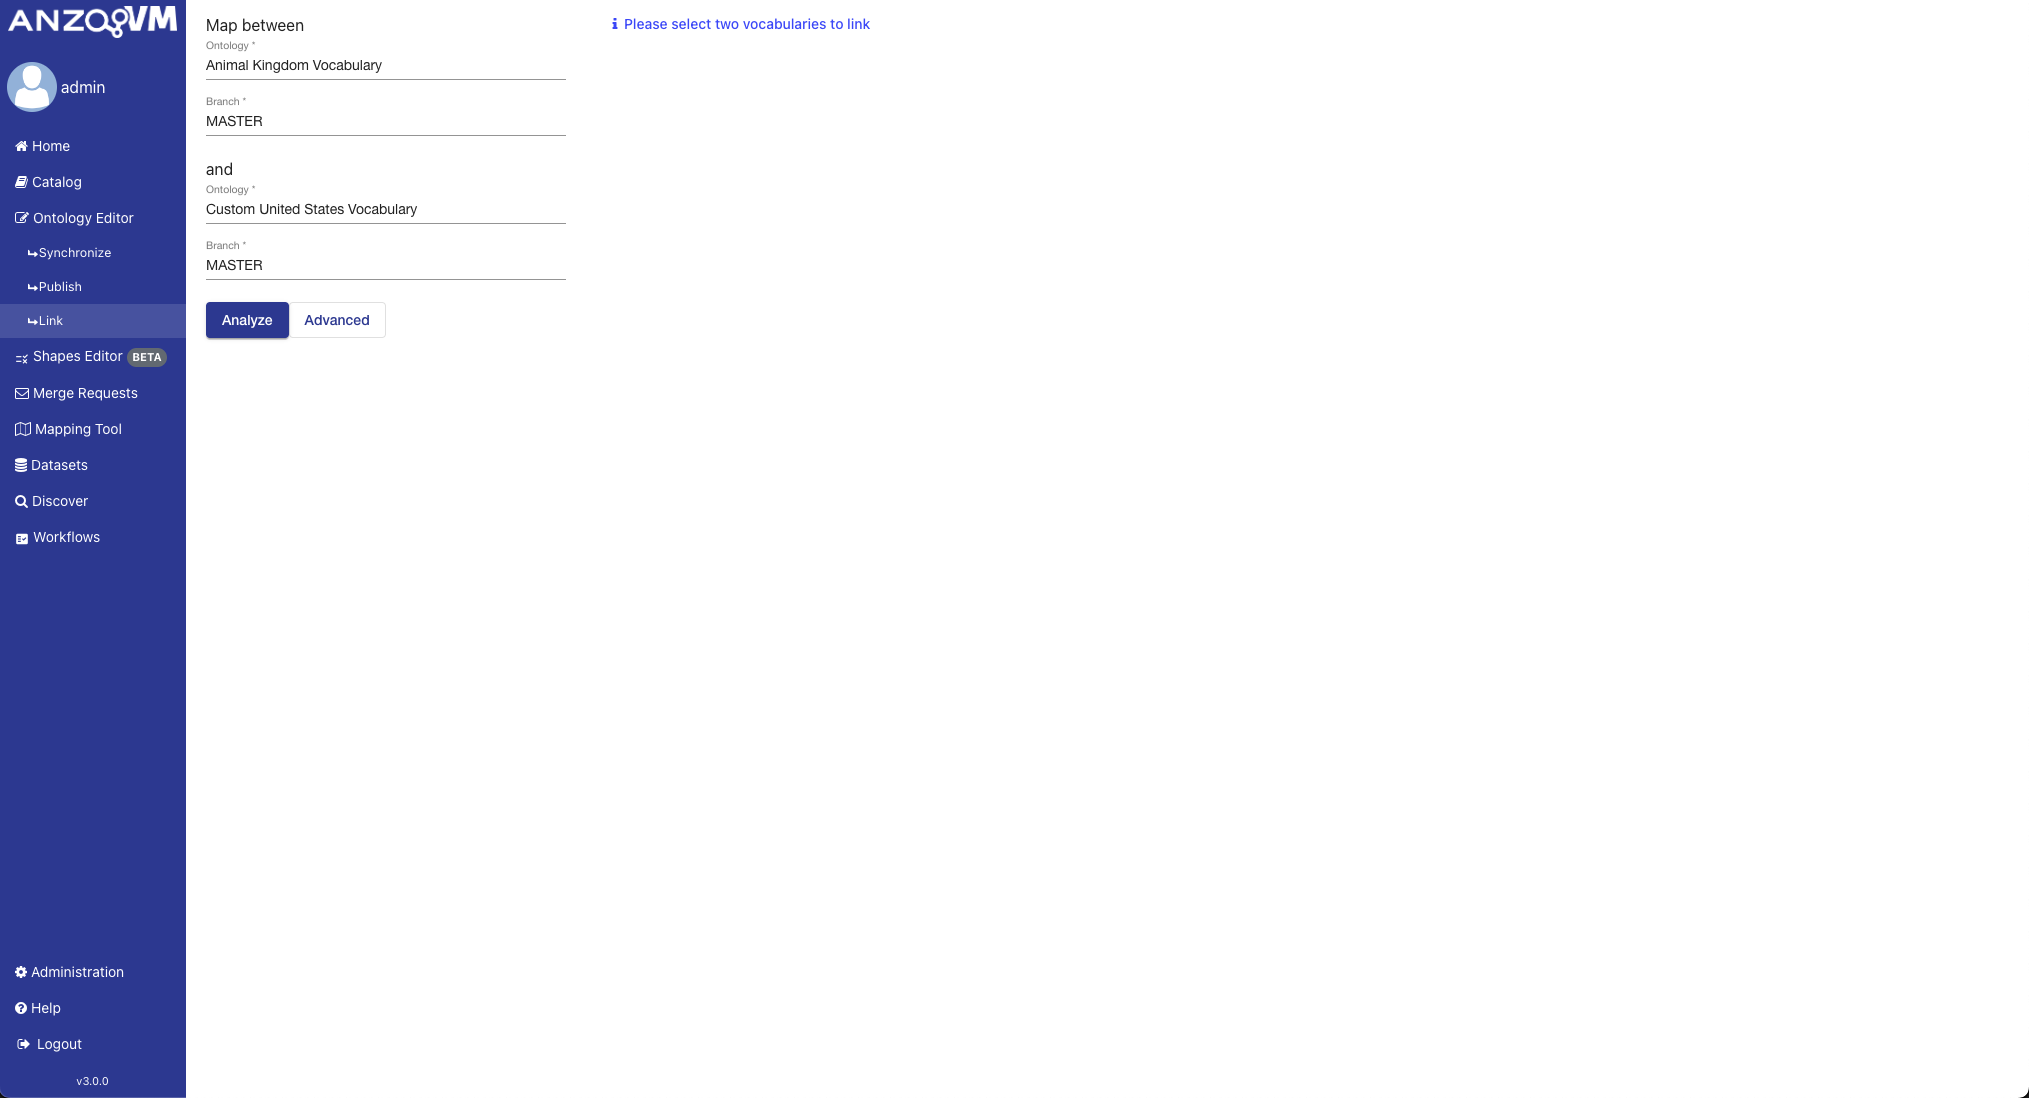 ANZOVM
admin
Home
Catalog
Ontology Editor
Synchronize
Publish
Link
Shapes Editor BETA
Merge Requests
Mapping Tool
Datasets
Discover
Workflows
Administration
Help
Logout
v3.0.0
Map between
Ontology *
Animal Kingdom Vocabulary
Branch *
MASTER
and
Ontology *
Custom United States Vocabulary
Branch *
MASTER
Analyze Advanced
Please select two vocabularies to link